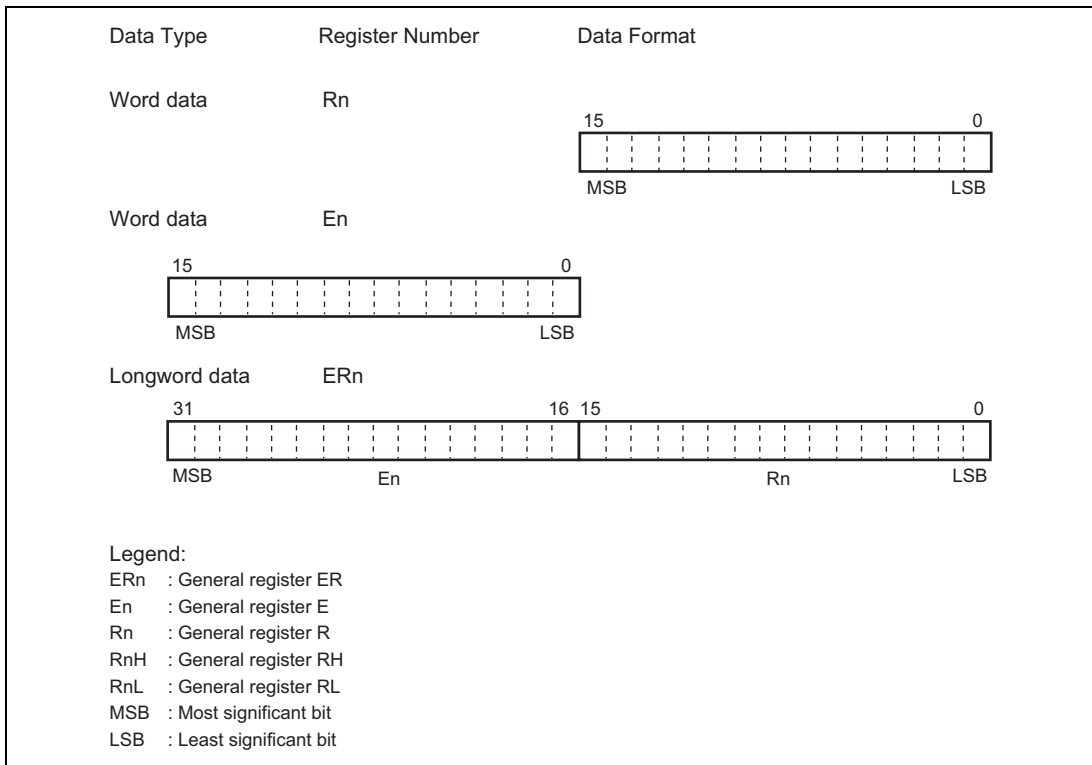 Data Type Register Number Data Format
Word data Rn
15 0
MSB LSB
Word data En
15 0
MSB LSB
Longword data ERn
31 16 15 0
MSB En Rn LSB
Legend:
ERn : General register ER
En : General register E
Rn : General register R
RnH : General register RH
RnL : General register RL
MSB : Most significant bit
LSB : Least significant bit